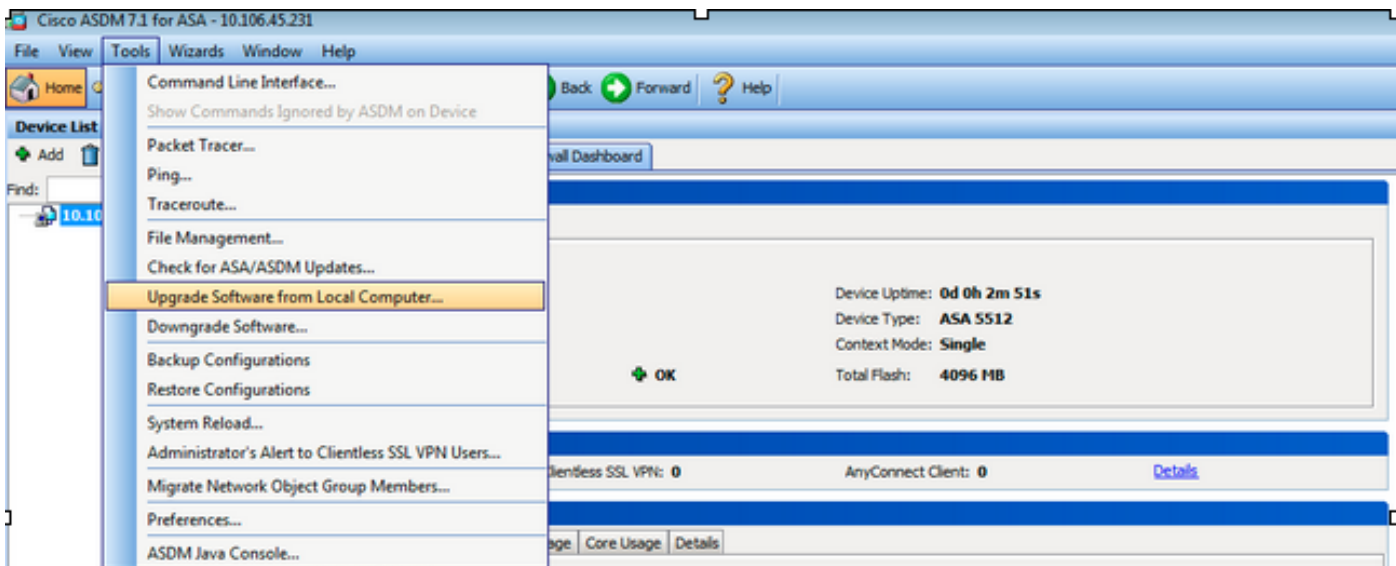 Cisco ASDM 7.1 for ASA - 10.106.45.231
File View Tools Wizards Window Help
Home Back Forward Help
Command Line Interface...
Show Commands Ignored by ASDM on Device
Device List
Add
Packet Tracer...
wall Dashboard
Ping...
Find:
Traceroute...
10.10
File Management...
Check for ASA/ASDM Updates...
Upgrade Software from Local Computer...
Device Uptime: 0d 0h 2m 51s
Downgrade Software...
Device Type: ASA 5512
Context Mode: Single
Backup Configurations
OK
Total Flash: 4096 MB
Restore Configurations
System Reload...
Administrator's Alert to Clientless SSL VPN Users...
Clientless SSL VPN: 0 AnyConnect Client: 0 Details
Migrate Network Object Group Members...
Preferences...
age Core Usage Details
ASDM Java Console...